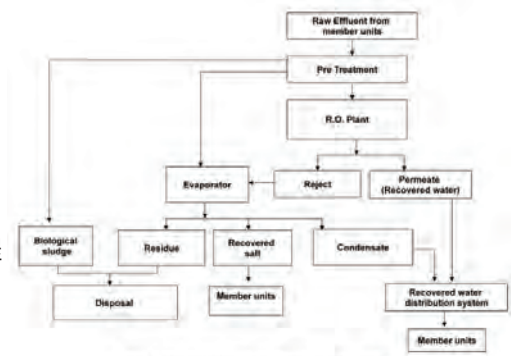 Raw Effluent from
member units
Pre Treatment
R.O. Plant
Evaporator
Reject
Permeate
(Recovered water)
Biological
sludge
Residue
Recovered
salt
Condensate
Disposal
Member units
Recovered water
distribution system
Member units